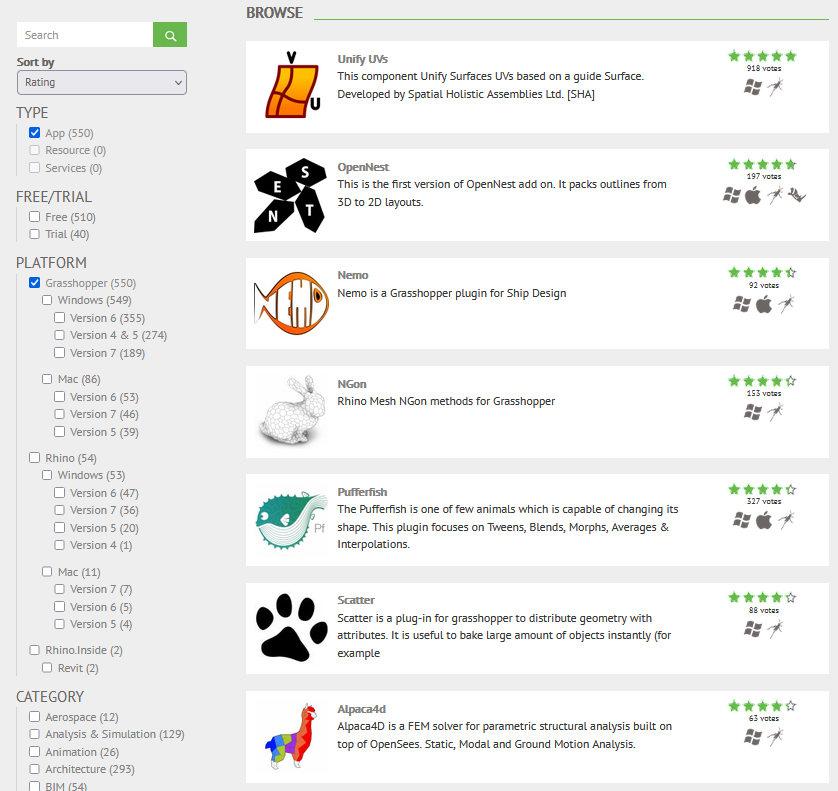 Search
Sort by
Rating
TYPE
App (550)
Resource (0)
Services (0)
FREE/TRIAL
Free (510)
Trial (40)
PLATFORM
Grasshopper (550)
Windows (549)
Version 6 (355)
Version 4 & 5 (274)
Version 7 (189)
Mac (86)
Version 6 (53)
Version 7 (46)
Version 5 (39)
Rhino (54)
Windows (53)
Version 6 (47)
Version 7 (36)
Version 5 (20)
Version 4 (1)
Mac (11)
Version 7 (7)
Version 6 (5)
Version 5 (4)
Rhino.Inside (2)
Revit (2)
CATEGORY
Aerospace (12)
Analysis & Simulation (129)
Animation (26)
Architecture (293)
BIM (54)
BROWSE
V
U
Unify UVs
This component Unify Surfaces UVs based on a guide Surface.
Developed by Spatial Holistic Assemblies Ltd. [SHA]
918 votes
S
E
T
N
OpenNest
This is the first version of OpenNest add on. It packs outlines from
3D to 2D layouts.
197 votes
Nemo
Nemo is a Grasshopper plugin for Ship Design
92 votes
NGon
Rhino Mesh NGon methods for Grasshopper
153 votes
Pf
Pufferfish
The Pufferfish is one of few animals which is capable of changing its
shape. This plugin focuses on Tweens, Blends, Morphs, Averages &
Interpolations.
327 votes
Scatter
Scatter is a plug-in for grasshopper to distribute geometry with
attributes. It is useful to bake large amount of objects instantly (for
example
88 votes
Alpaca4d
Alpaca4D is a FEM solver for parametric structural analysis built on
top of OpenSees. Static, Modal and Ground Motion Analysis.
63 votes